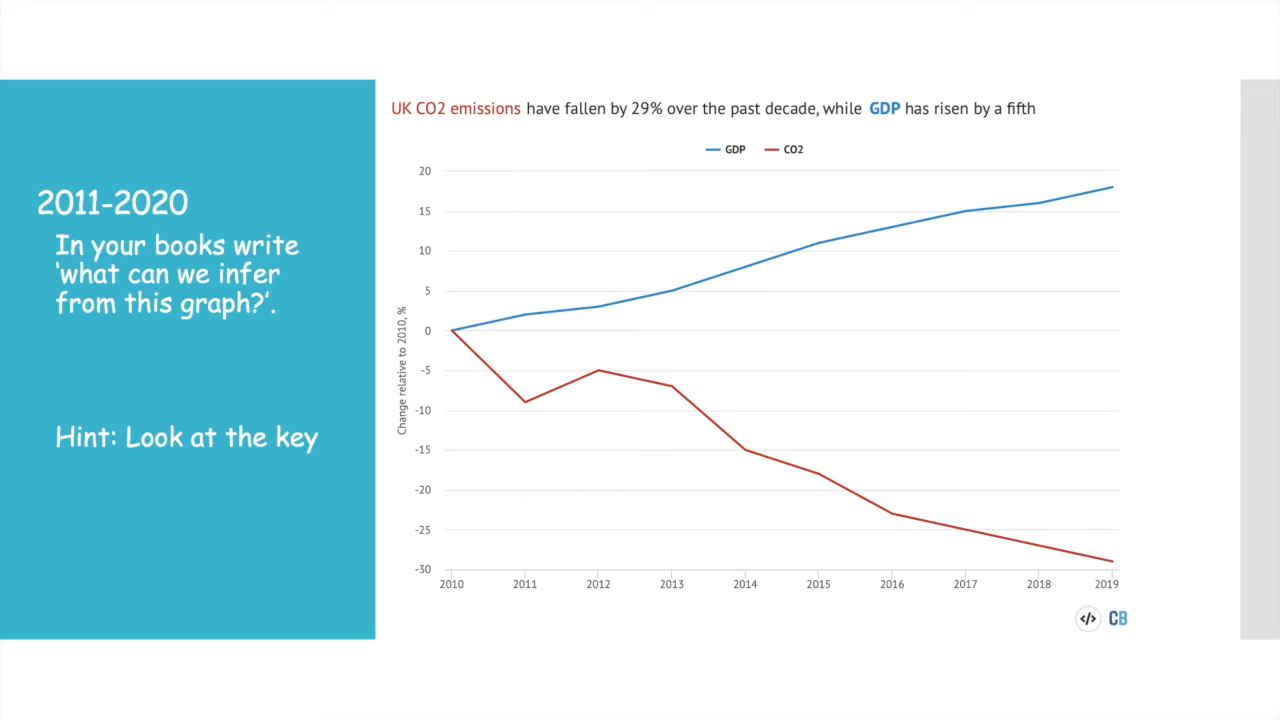 2011-2020
In your books write
‘what can we infer
from this graph?’.
Hint: Look at the key
UK CO2 emissions have fallen by 29% over the past decade, while GDP has risen by a fifth
GDP CO2
Change relative to 2010, %
20
15
10
5
0
-5
-10
-15
-20
-25
-30
2010 2011 2012 2013 2014 2015 2016 2017 2018 2019
</> CB